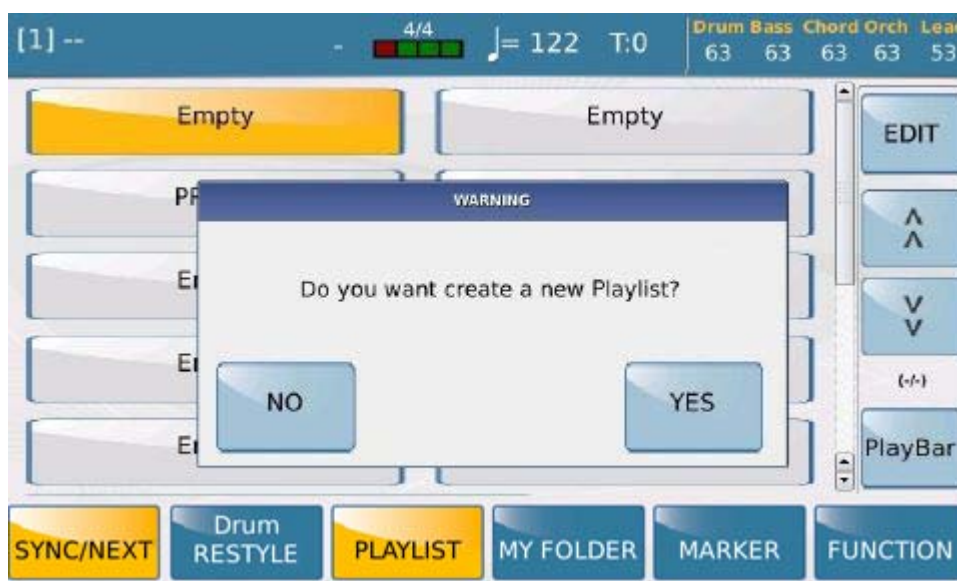 [1] -- - 4/4 ♩= 122 T:0 Drum Bass Chord Orch Lea
63 63 63 63 53
Empty Empty EDIT
WARNING
Do you want create a new Playlist?
NO YES
(-/-)
PlayBar
SYNC/NEXT Drum RESTYLE PLAYLIST MY FOLDER MARKER FUNCTION